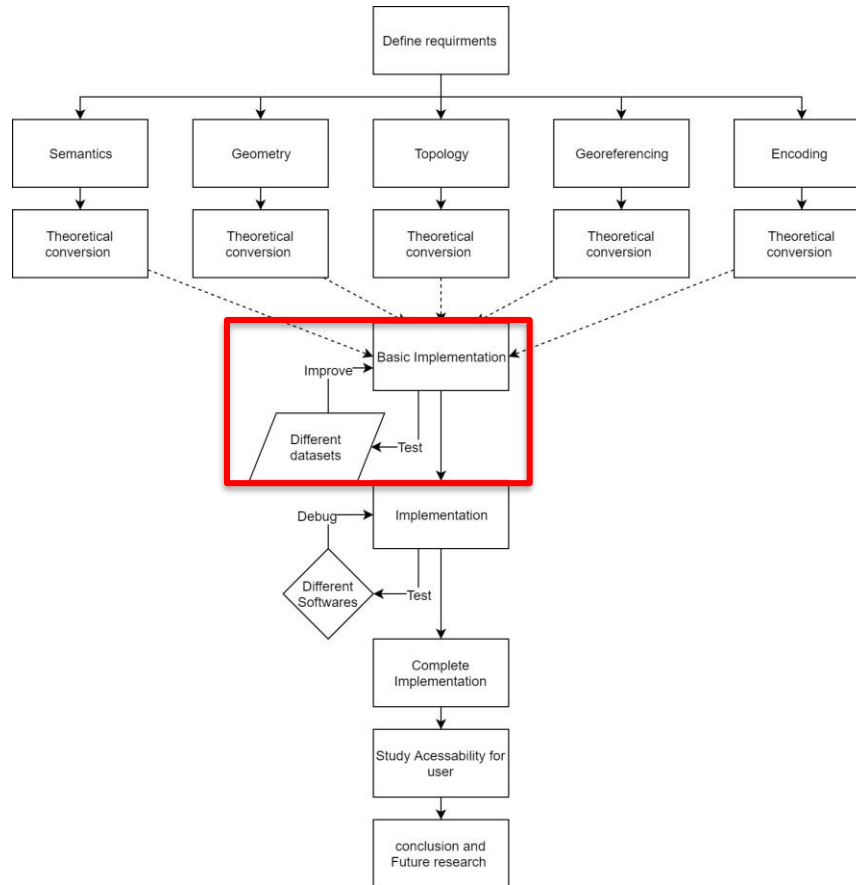 Define requirments
Semantics
Geometry
Topology
Georeferencing
Encoding
Theoretical
conversion
Theoretical
conversion
Theoretical
conversion
Theoretical
conversion
Theoretical
conversion
Basic Implementation
Improve
Different
datasets
Test
Implementation
Debug
Different
Softwares
Test
Complete
Implementation
Study Acessability for
user
conclusion and
Future research